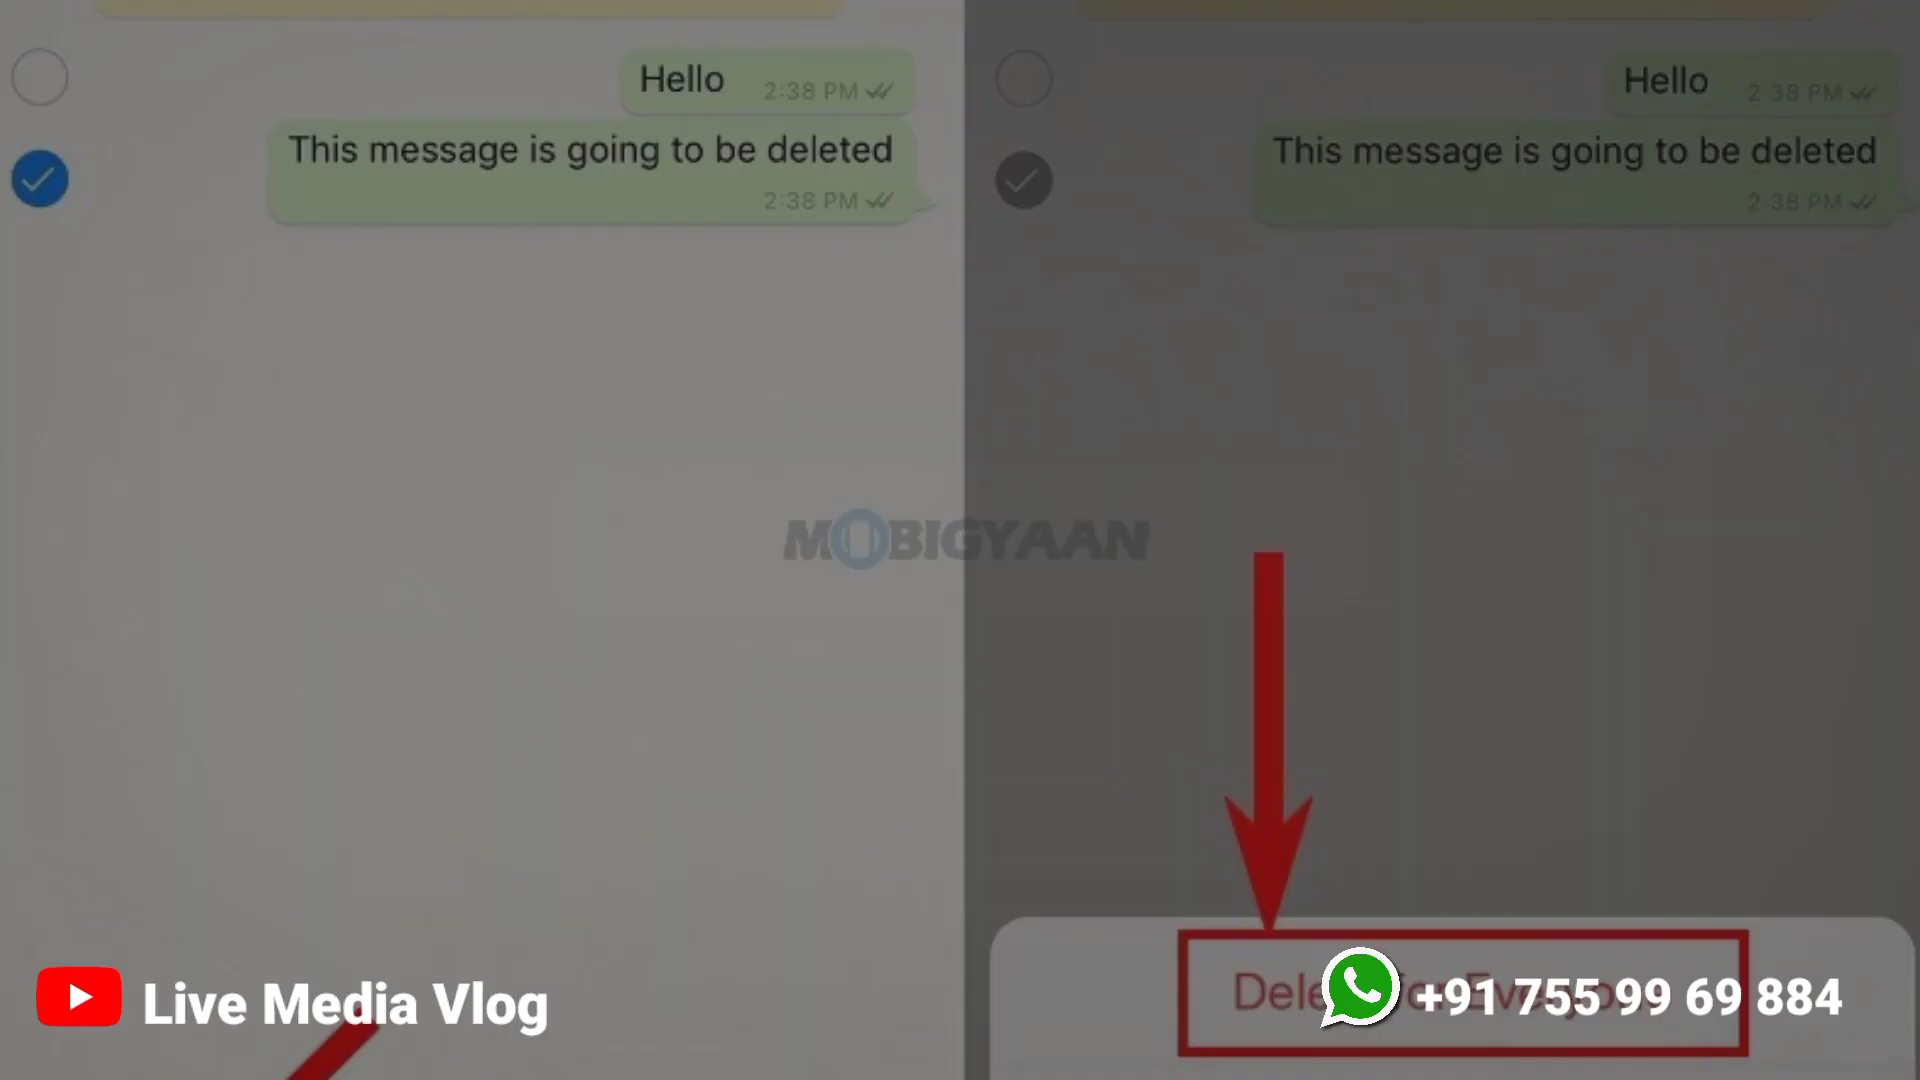 Hello
2:38 PM
This message is going to be deleted
2:38 PM
Hello
2 38 PM
This message is going to be deleted
2:38 PM
MOBIGYAAN
Live Media Vlog
+91 755 99 69 884